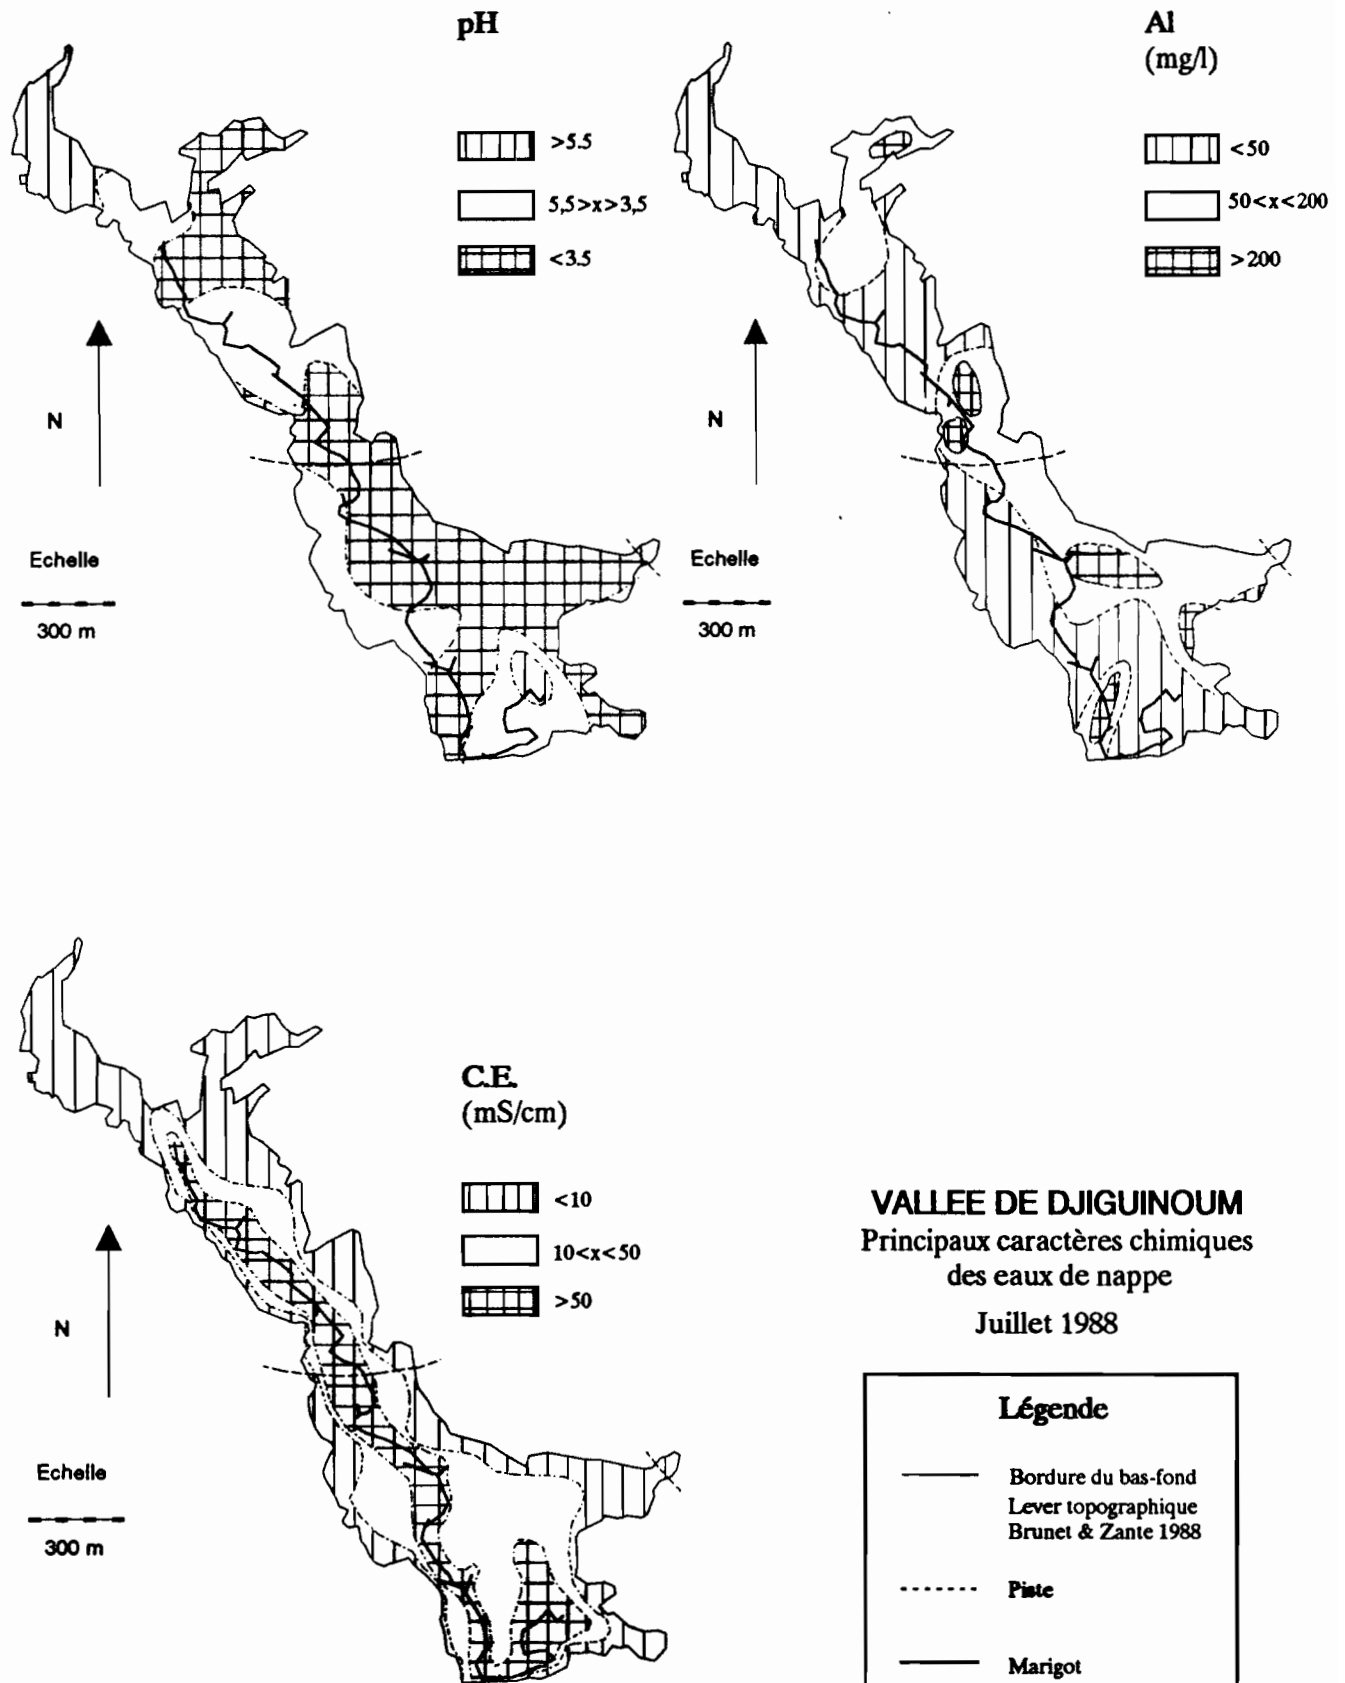 pH
>5.5
5,5>x>3,5
<3.5
N
Echelle
300 m
Al
(mg/l)
<50
50<x<200
>200
N
Echelle
300 m
C.E.
(mS/cm)
<10
10<x<50
>50
N
Echelle
300 m
VALLEE DE DJIGUINOUM
Principaux caractères chimiques
des eaux de nappe
Juillet 1988
Légende
Bordure du bas-fond
Lever topographique
Brunet & Zante 1988
Piste
Marigot